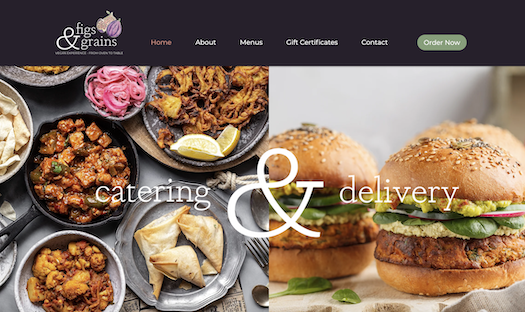 figs
& grains
VEGAN EXPERIENCE - FROM OVEN TO TABLE
Home
About
Menus
Gift Certificates
Contact
Order Now
catering & delivery